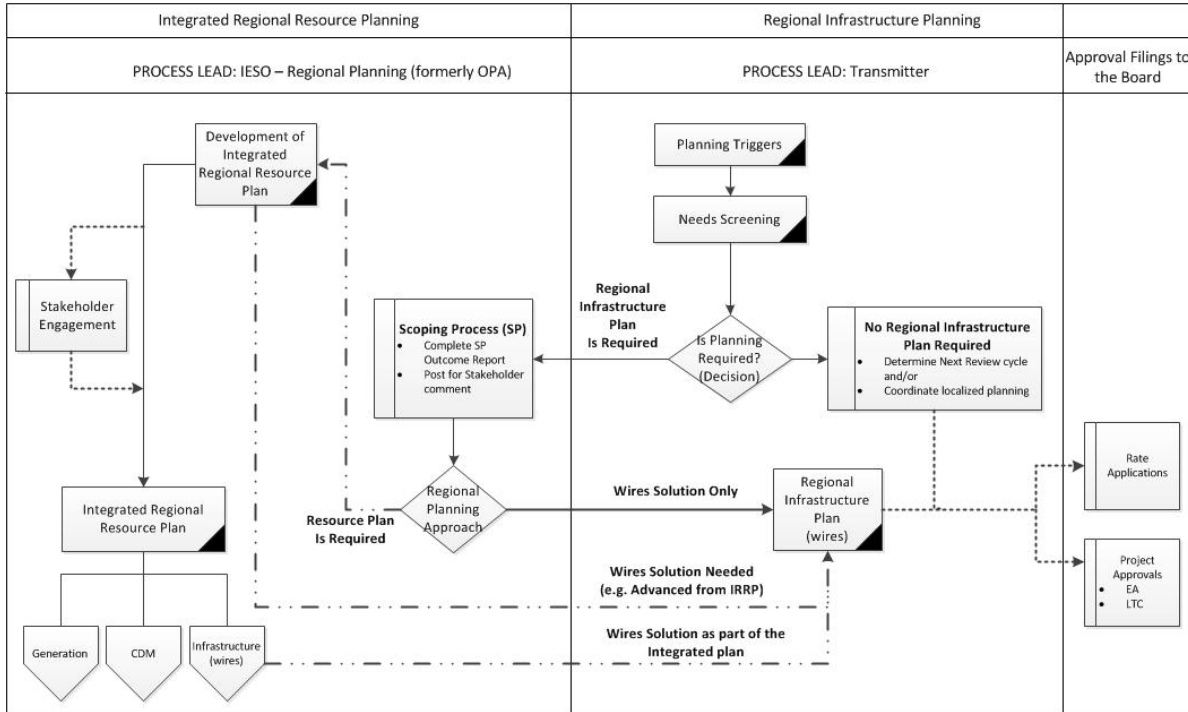 Integrated Regional Resource Planning
Regional Infrastructure Planning
PROCESS LEAD: IESO – Regional Planning (formerly OPA)
PROCESS LEAD: Transmitter
Approval Filings to
the Board
Development of
Integrated
Regional Resource
Plan
Planning Triggers
Needs Screening
Stakeholder
Engagement
Scoping Process (SP)
• Complete SP
Outcome Report
• Post for Stakeholder
comment
Regional
Infrastructure
Plan
Is Required
Is Planning
Required?
(Decision)
No Regional Infrastructure
Plan Required
• Determine Next Review cycle
and/or
• Coordinate localized planning
Rate
Applications
Integrated Regional
Resource Plan
Resource Plan
Is Required
Regional
Planning
Approach
Wires Solution Only
Regional
Infrastructure
Plan
(wires)
Project
Approvals
• EA
• LTC
Wires Solution Needed
(e.g. Advanced from IRRP)
Wires Solution as part of the
Integrated plan
Generation
CDM
Infrastructure
(wires)